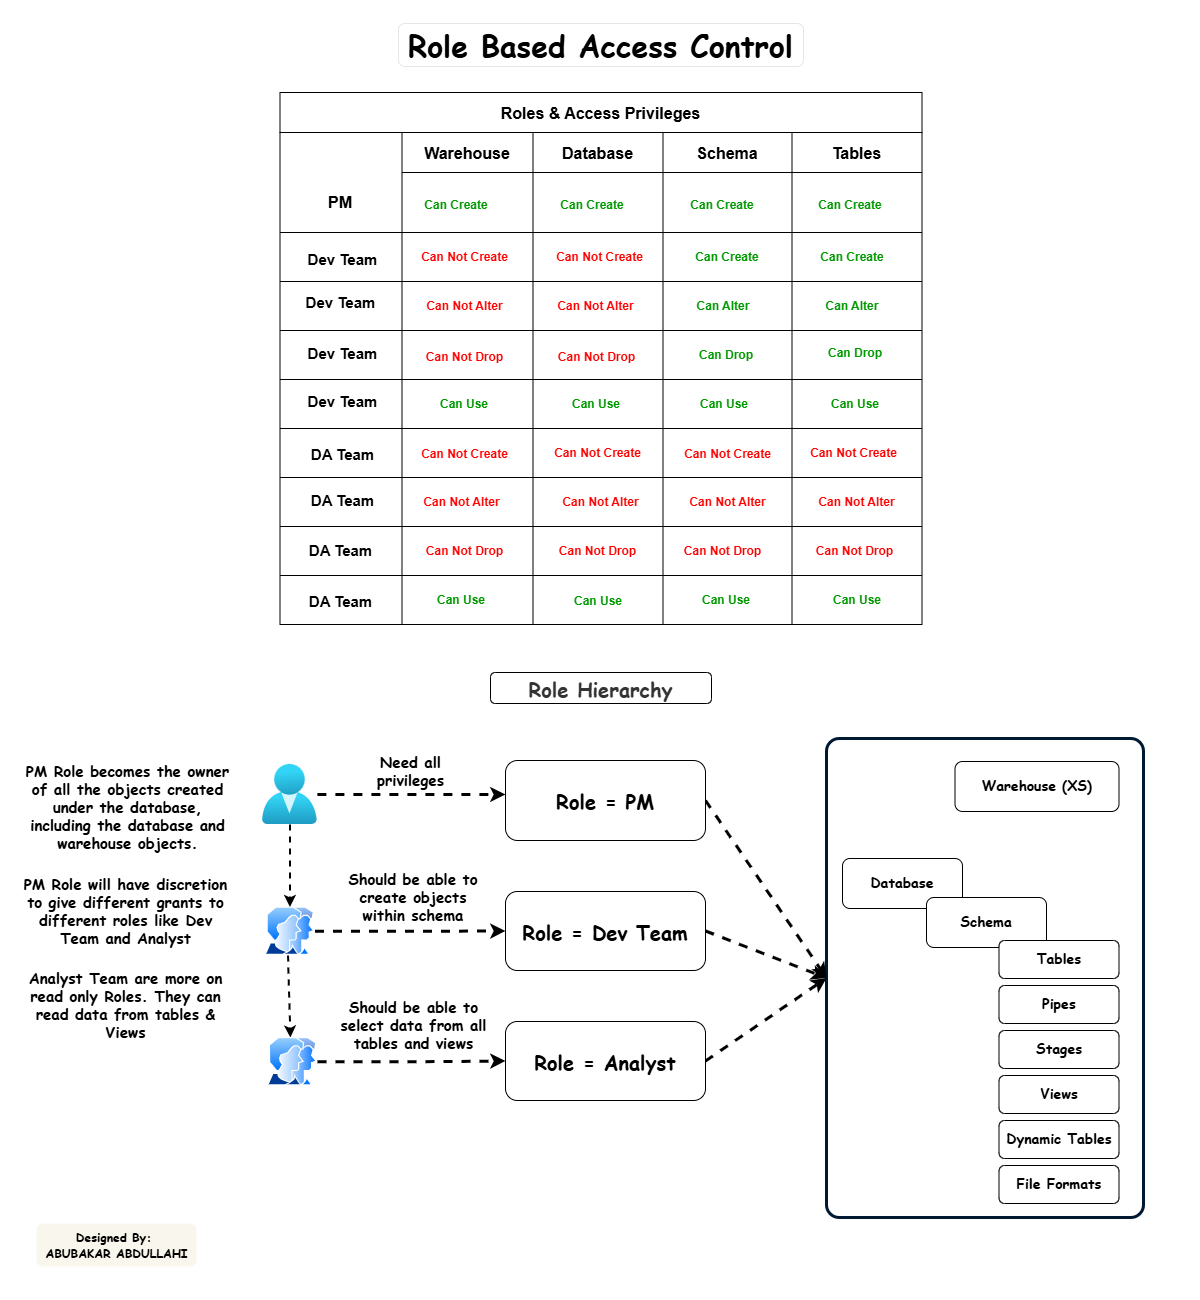 Role Based Access Control
Roles & Access Privileges
Warehouse Database Schema Tables
PM Can Create Can Create Can Create Can Create
Dev Team Can Not Create Can Not Create Can Create Can Create
Dev Team Can Not Alter Can Not Alter Can Alter Can Alter
Dev Team Can Not Drop Can Not Drop Can Drop Can Drop
Dev Team Can Use Can Use Can Use Can Use
DA Team Can Not Create Can Not Create Can Not Create Can Not Create
DA Team Can Not Alter Can Not Alter Can Not Alter Can Not Alter
DA Team Can Not Drop Can Not Drop Can Not Drop Can Not Drop
DA Team Can Use Can Use Can Use Can Use
Role Hierarchy
PM Role becomes the owner
of all the objects created
under the database,
including the database and
warehouse objects.
PM Role will have discretion
to give different grants to
different roles like Dev
Team and Analyst
Analyst Team are more on
read only Roles. They can
read data from tables &
Views
Need all
privileges
Role = PM
Should be able to
create objects
within schema
Role = Dev Team
Should be able to
select data from all
tables and views
Role = Analyst
Warehouse (XS)
Database
Schema
Tables
Pipes
Stages
Views
Dynamic Tables
File Formats
Designed By:
ABUBAKAR ABDULLAHI